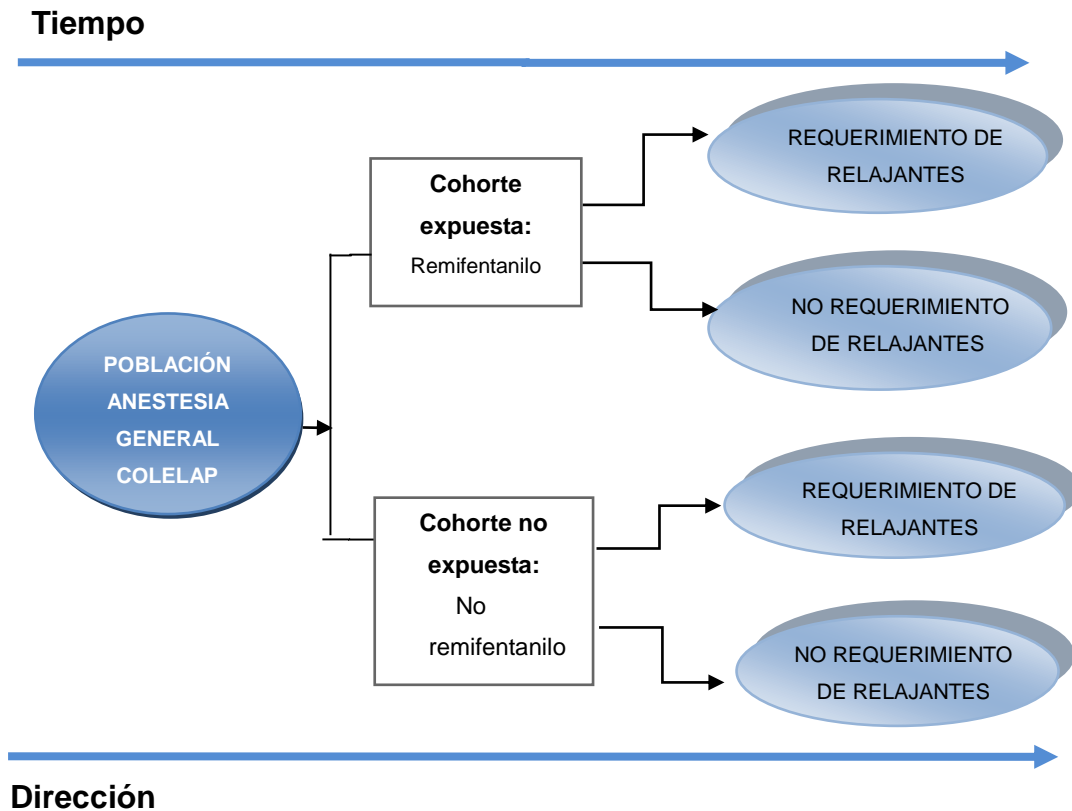 Tiempo
POBLACIÓN
ANESTESIA
GENERAL
COLELAP
Cohorte
expuesta:
Remifentanilo
REQUERIMIENTO DE
RELAJANTES
NO REQUERIMIENTO
DE RELAJANTES
Cohorte no
expuesta:
No
remifentanilo
REQUERIMIENTO DE
RELAJANTES
NO REQUERIMIENTO
DE RELAJANTES
Dirección